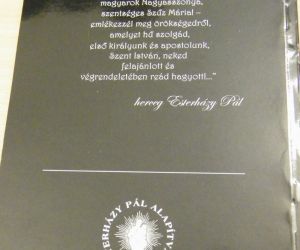 magyarok Nagyasszonya,
szentséges Szűz Mária! –
emlékezzél meg örökségedről,
amelyet hű szolgád,
első királyunk és apostolunk,
Szent István, neked
felajánlott és
végrendeletében reád hagyott!..."
herceg Esterházy Pál
TERHÁZY PÁL ALAPÍTV